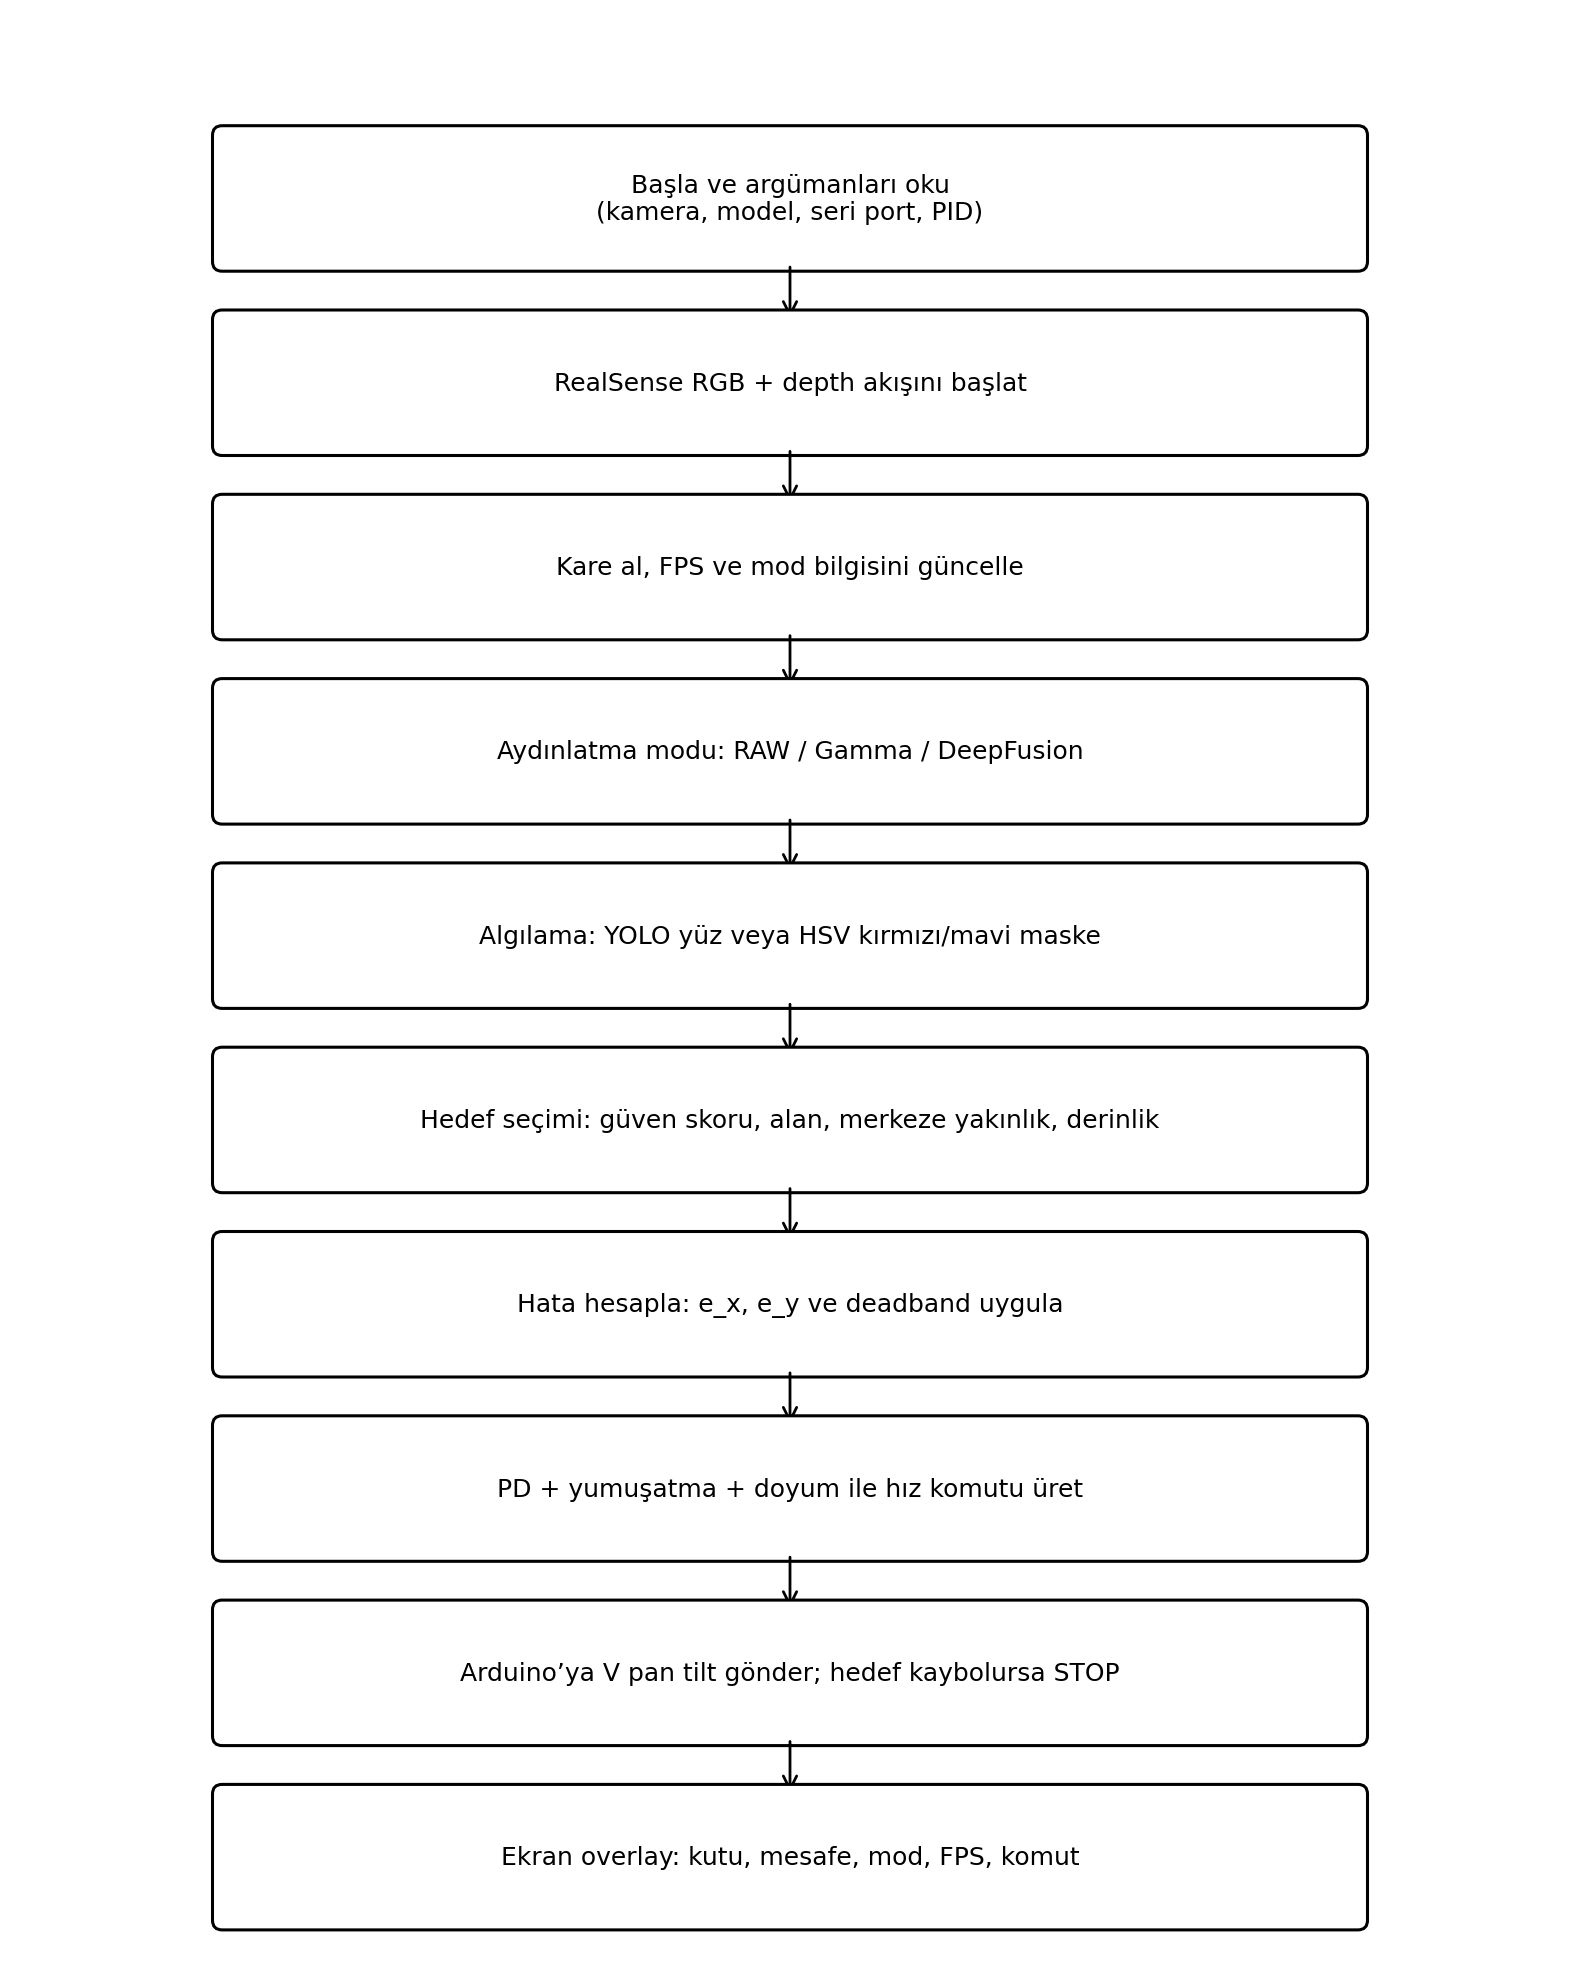 Başla ve argümanları oku
(kamera, model, seri port, PID)
RealSense RGB + depth akışını başlat
Kare al, FPS ve mod bilgisini güncelle
Aydınlatma modu: RAW / Gamma / DeepFusion
Algılama: YOLO yüz veya HSV kırmızı/mavi maske
Hedef seçimi: güven skoru, alan, merkeze yakınlık, derinlik
Hata hesapla: e_x, e_y ve deadband uygula
PD + yumuşatma + doyum ile hız komutu üret
Arduino’ya V pan tilt gönder; hedef kaybolursa STOP
Ekran overlay: kutu, mesafe, mod, FPS, komut